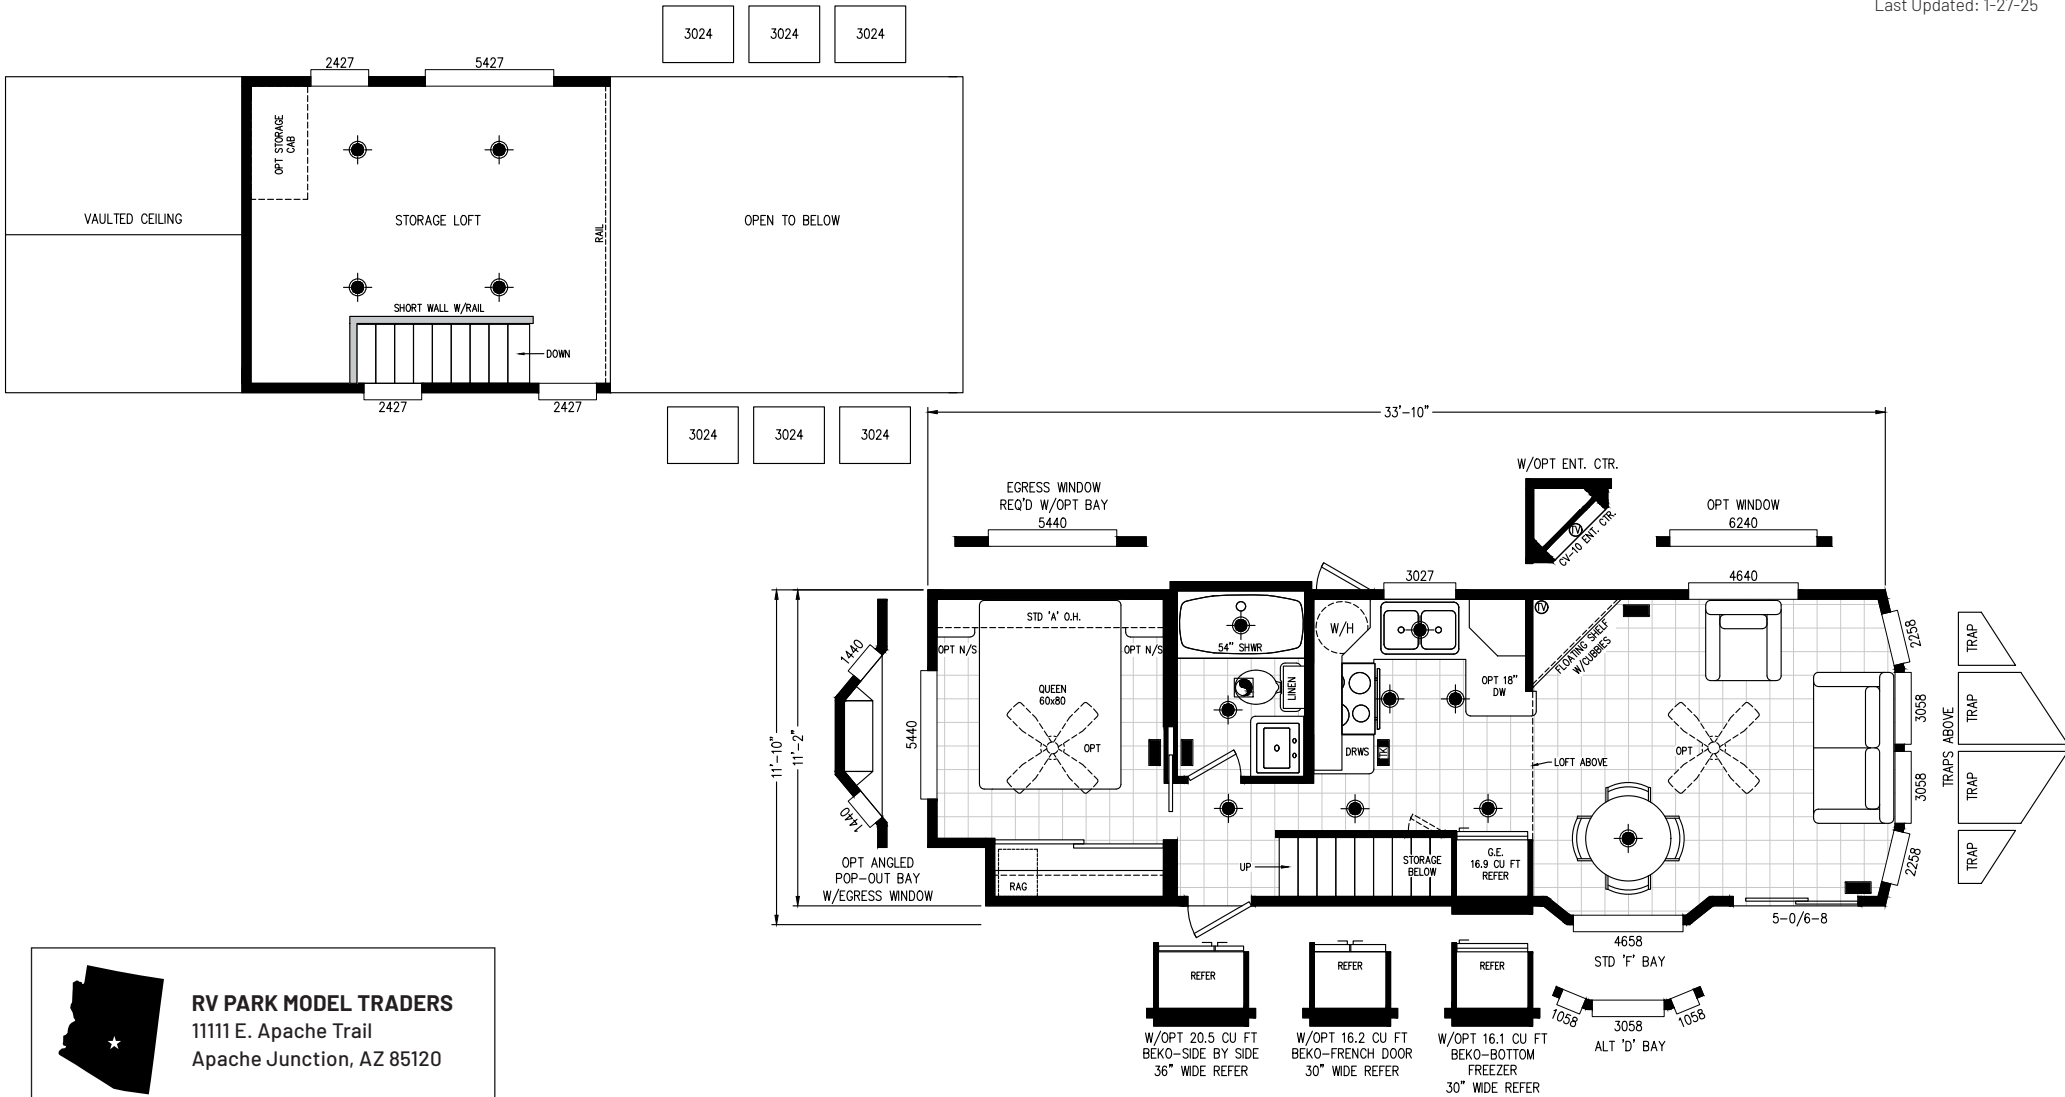 Last Updated: 1-27-25
3024
3024
3024
2427
5427
OPT STORAGE
CAB
VAULTED CEILING
STORAGE LOFT
RAIL
OPEN TO BELOW
SHORT WALL W/RAIL
DOWN
2427
2427
3024
3024
3024
33'-10"
W/OPT ENT. CTR.
TV
CV-10 ENT. CTR.
EGRESS WINDOW
REQ'D W/OPT BAY
5440
OPT WINDOW
6240
3027
4640
11'-10"
11'-2"
1440
1440
5440
OPT ANGLED
POP-OUT BAY
W/EGRESS WINDOW
STD 'A' O.H.
OPT N/S
OPT N/S
QUEEN
60x80
OPT
RAG
54" SHWR
LINEN
W/H
DRWS
OPT 18"
DW
TV
FLOATING SHELF
W/CUBBIES
LOFT ABOVE
OPT
UP
STORAGE
BELOW
G.E.
16.9 CU FT
REFER
2258
3058
3058
2258
TRAPS ABOVE
TRAP
TRAP
TRAP
TRAP
5-0/6-8
4658
STD 'F' BAY
1058
3058
1058
ALT 'D' BAY
REFER
W/OPT 20.5 CU FT
BEKO-SIDE BY SIDE
36" WIDE REFER
REFER
W/OPT 16.2 CU FT
BEKO-FRENCH DOOR
30" WIDE REFER
REFER
W/OPT 16.1 CU FT
BEKO-BOTTOM
FREEZER
30" WIDE REFER
RV PARK MODEL TRADERS
11111 E. Apache Trail
Apache Junction, AZ 85120